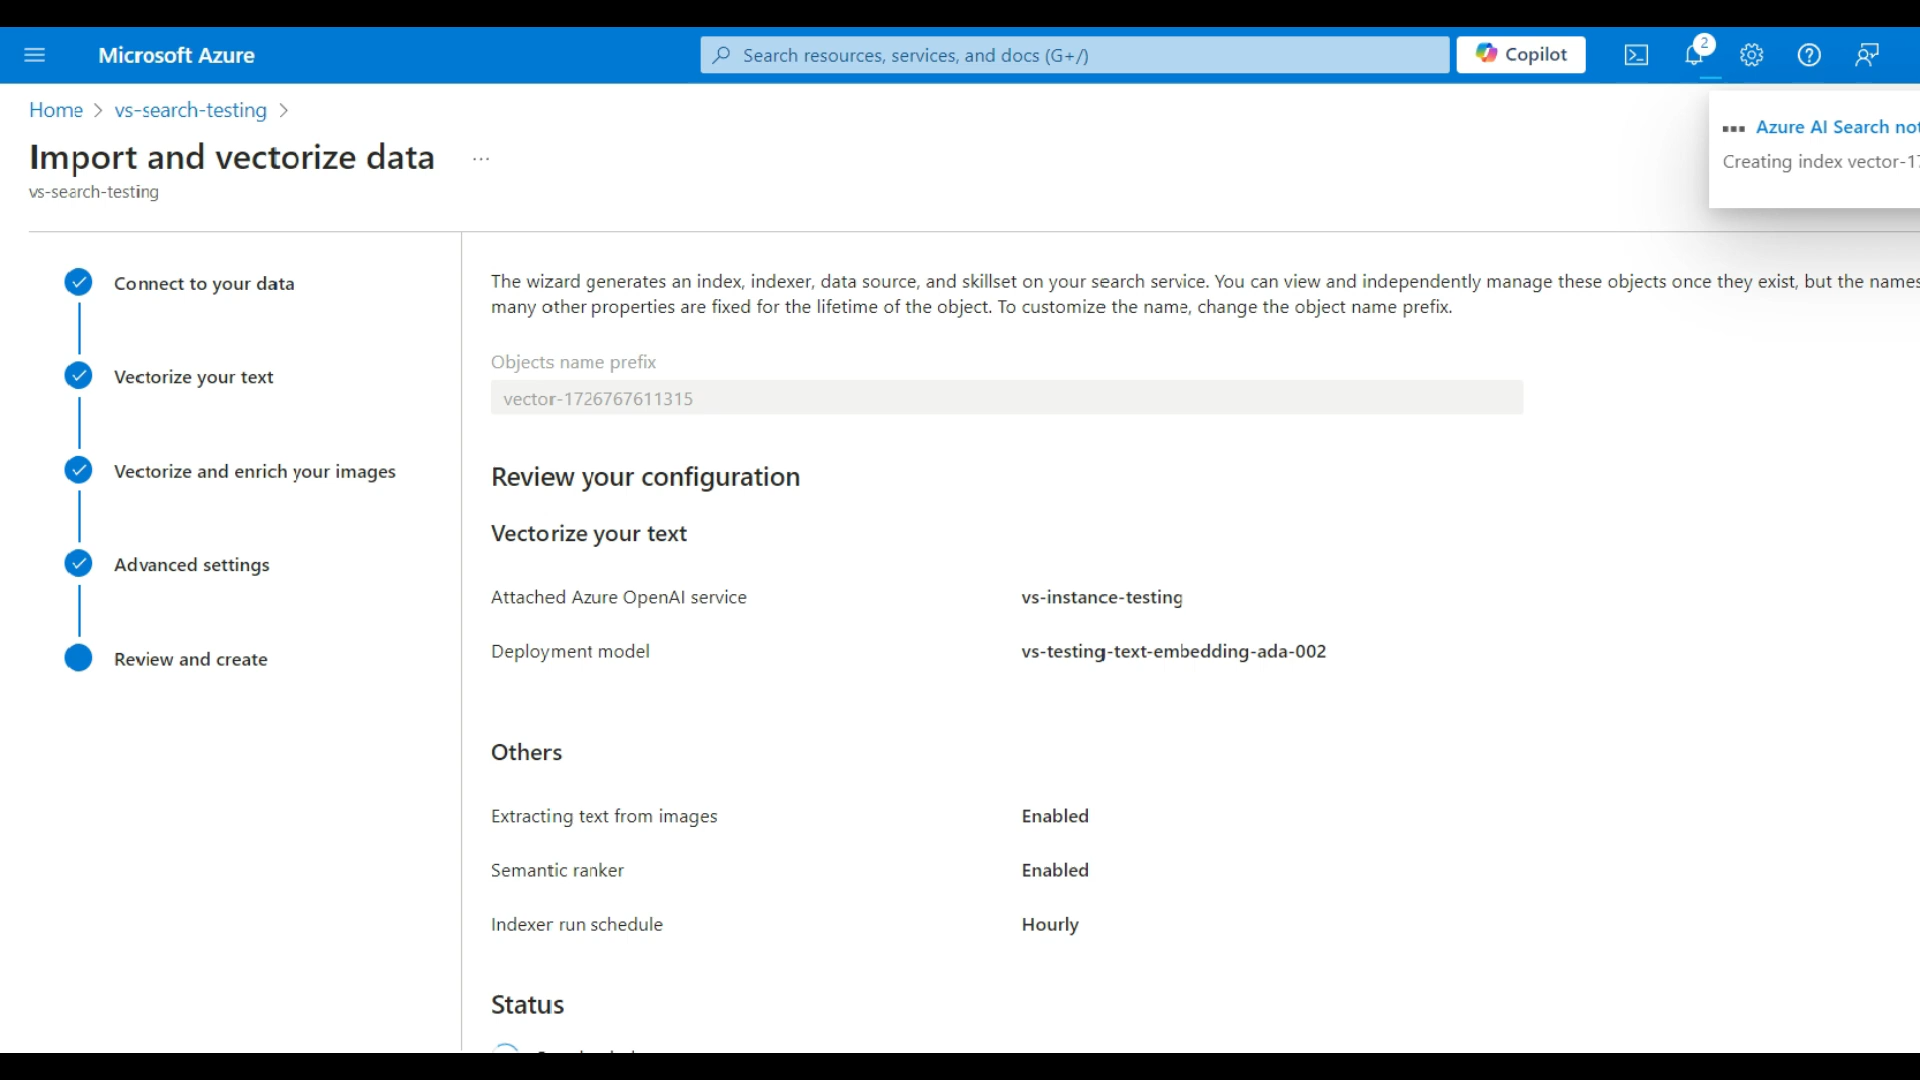 Microsoft Azure
Search resources, services, and docs (G+/)
Copilot
2
Home > vs-search-testing >
Import and vectorize data ...
vs-search-testing
Azure AI Search
Creating index
Connect to your data
Vectorize your text
Vectorize and enrich your images
Advanced settings
Review and create
The wizard generates an index, indexer, data source, and skillset on your search service. You can view and independently manage these objects once they exist, but the names
many other properties are fixed for the lifetime of the object. To customize the name, change the object name prefix.
Objects name prefix
vector-1726767611315
Review your configuration
Vectorize your text
Attached Azure OpenAI service vs-instance-testing
Deployment model vs-testing-text-embedding-ada-002
Others
Extracting text from images Enabled
Semantic ranker Enabled
Indexer run schedule Hourly
Status